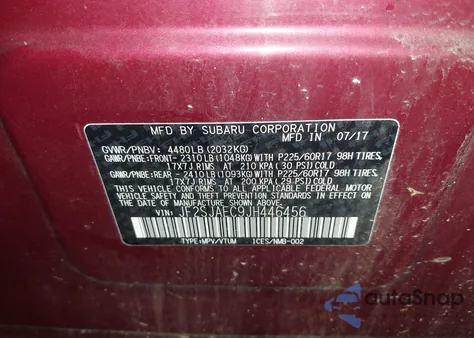 MFD BY SUBARU CORPORATION
MFD IN 07/17
GVWR/PNBV: 4480LB (2032KG)
GAWR/PNBE: FRONT- 2310LB (1048KG) WITH P225/60R17 98H TIRES,
17X7J RIMS AT 210 KPA (30 PSI) COLD
GAWR/PNBE: REAR - 2410LB (1093KG) WITH P225/60R17 98H TIRES,
17X7J RIMS AT 200 KPA (29 PSI) COLD
THIS VEHICLE CONFORMS TO ALL APPLICABLE FEDERAL MOTOR
VEHICLE SAFETY AND BUMPER STANDARDS IN EFFECT ON THE DATE OF
MANUFACTURE SHOWN ABOVE.
VIN: JF2SJAEC9JH446456
TYPE: MPV/VTUM ICES/NMB-002
autoSnap